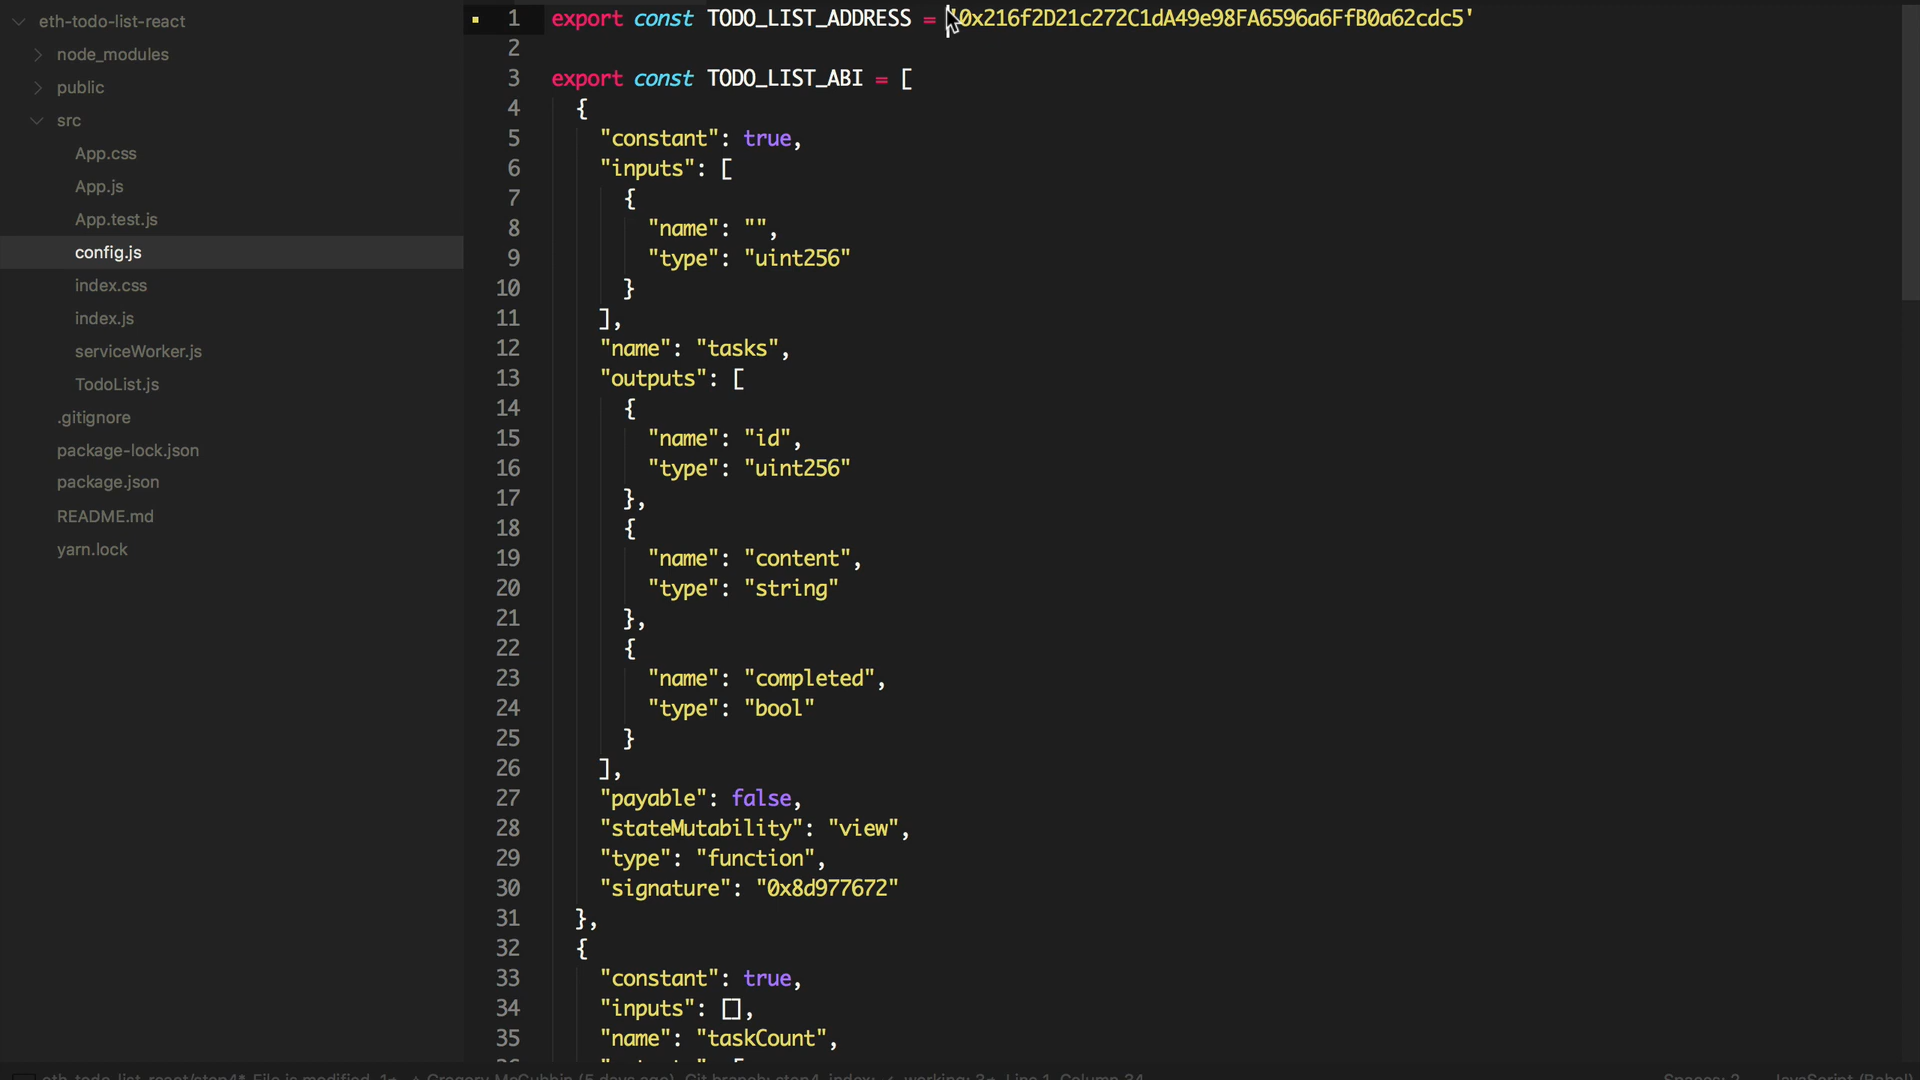 eth-todo-list-react
node_modules
public
src
App.css
App.js
App.test.js
config.js
index.css
index.js
serviceWorker.js
TodoList.js
.gitignore
package-lock.json
package.json
README.md
yarn.lock
1 export const TODO_LIST_ADDRESS = '0x216f2D21c272C1dA49e98FA6596a6FfB0a62cdc5'
2
3 export const TODO_LIST_ABI = [
4 {
5 "constant": true,
6 "inputs": [
7 {
8 "name": "",
9 "type": "uint256"
10 }
11 ],
12 "name": "tasks",
13 "outputs": [
14 {
15 "name": "id",
16 "type": "uint256"
17 },
18 {
19 "name": "content",
20 "type": "string"
21 },
22 {
23 "name": "completed",
24 "type": "bool"
25 }
26 ],
27 "payable": false,
28 "stateMutability": "view",
29 "type": "function",
30 "signature": "0x8d977672"
31 },
32 {
33 "constant": true,
34 "inputs": [],
35 "name": "taskCount",